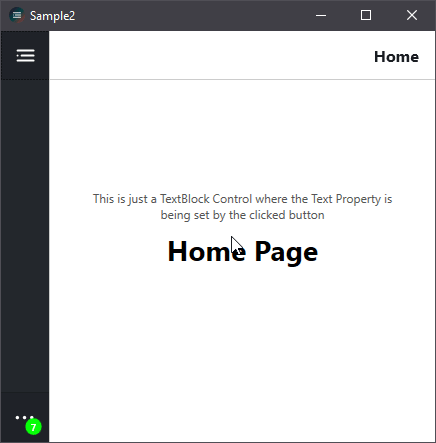 Sample2
Home
This is just a TextBlock Control where the Text Property is
being set by the clicked button
Home Page
7